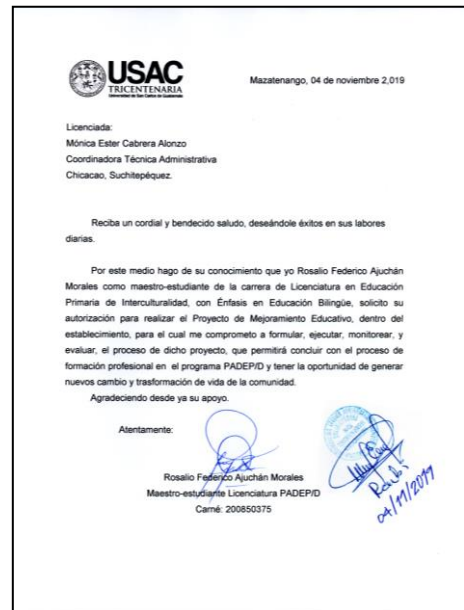 USAC
TRICENTENARIA
Universidad de San Carlos de Guatemala
Mazatenango, 04 de noviembre 2,019
Licenciada:
Mónica Ester Cabrera Alonzo
Coordinadora Técnica Administrativa
Chicacao, Suchitepéquez.
Reciba un cordial y bendecido saludo, deseándole éxitos en sus labores
diarias.
Por este medio hago de su conocimiento que yo Rosalio Federico Ajuchán
Morales como maestro-estudiante de la carrera de Licenciatura en Educación
Primaria de Interculturalidad, con Énfasis en Educación Bilingüe, solicito su
autorización para realizar el Proyecto de Mejoramiento Educativo, dentro del
establecimiento, para el cual me comprometo a formular, ejecutar, monitorear, y
evaluar, el proceso de dicho proyecto, que permitirá concluir con el proceso de
formación profesional en el programa PADEP/D y tener la oportunidad de generar
nuevos cambio y trasformación de vida de la comunidad.
Agradeciendo desde ya su apoyo.
Atentamente:
Rosalio Federico Ajuchán Morales
Maestro-estudiante Licenciatura PADEP/D
Carné: 200850375
04/11/2019